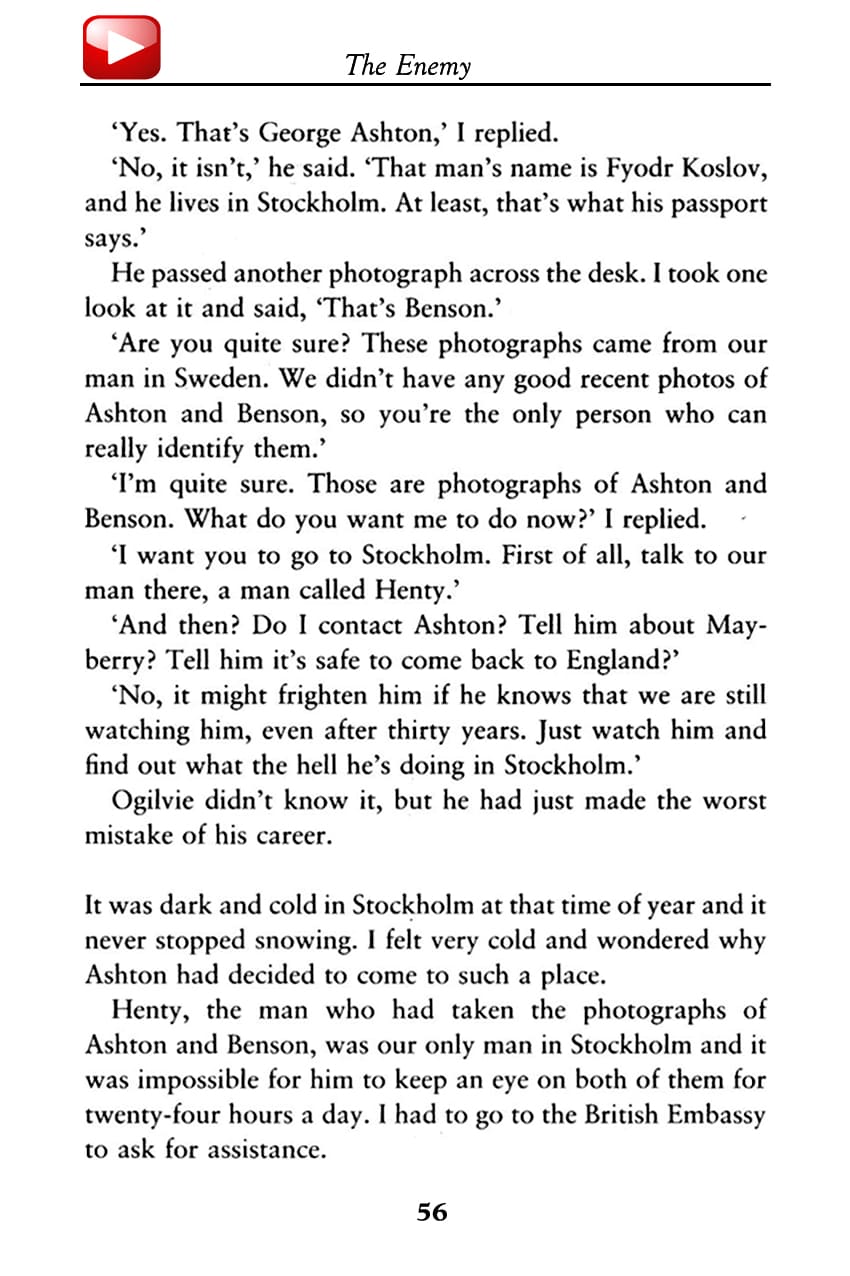 The Enemy
‘Yes. That’s George Ashton,’ I replied.
‘No, it isn’t,’ he said. ‘That man’s name is Fyodr Koslov,
and he lives in Stockholm. At least, that’s what his passport
says.’
He passed another photograph across the desk. I took one
look at it and said, ‘That’s Benson.’
‘Are you quite sure? These photographs came from our
man in Sweden. We didn’t have any good recent photos of
Ashton and Benson, so you’re the only person who can
really identify them.’
‘I’m quite sure. Those are photographs of Ashton and
Benson. What do you want me to do now?’ I replied.
‘I want you to go to Stockholm. First of all, talk to our
man there, a man called Henty.’
‘And then? Do I contact Ashton? Tell him about May-
berry? Tell him it’s safe to come back to England?’
‘No, it might frighten him if he knows that we are still
watching him, even after thirty years. Just watch him and
find out what the hell he’s doing in Stockholm.’
Ogilvie didn’t know it, but he had just made the worst
mistake of his career.
It was dark and cold in Stockholm at that time of year and it
never stopped snowing. I felt very cold and wondered why
Ashton had decided to come to such a place.
Henty, the man who had taken the photographs of
Ashton and Benson, was our only man in Stockholm and it
was impossible for him to keep an eye on both of them for
twenty-four hours a day. I had to go to the British Embassy
to ask for assistance.
56